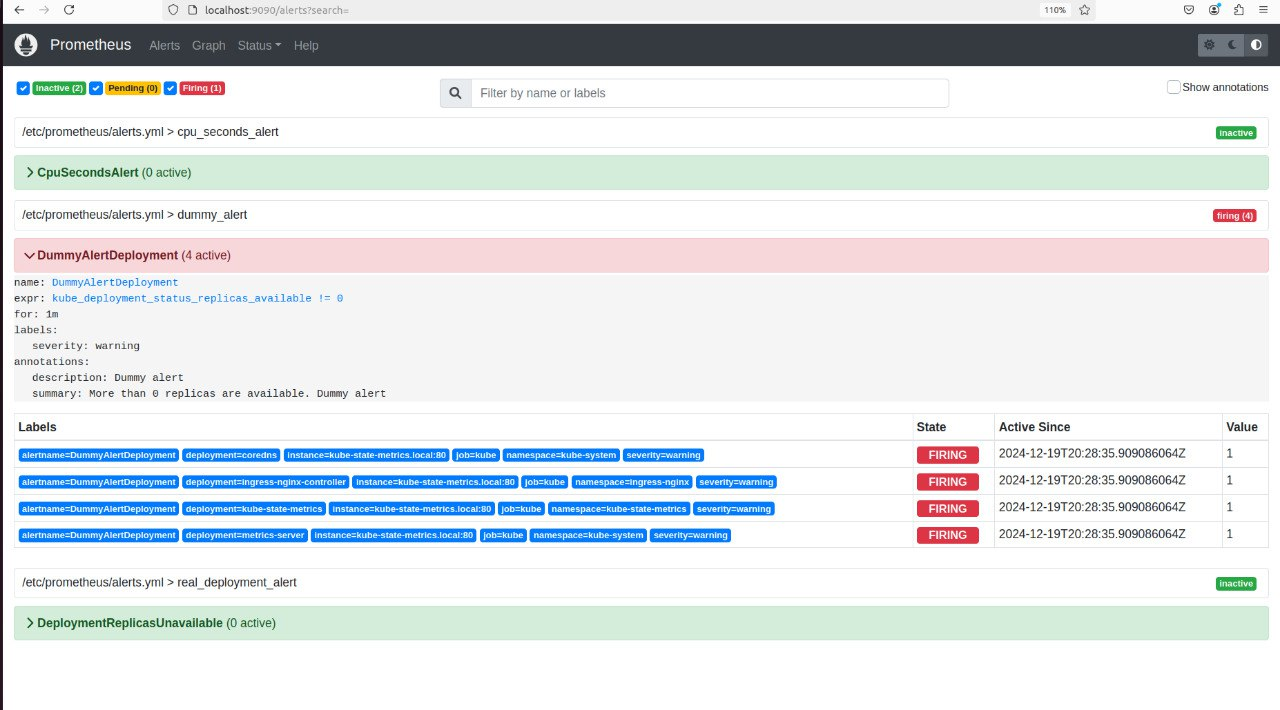 localhost:9090/alerts?search=
110%
Prometheus Alerts Graph Status Help
Inactive (2) Pending (0) Firing (1)
Filter by name or labels
Show annotations
/etc/prometheus/alerts.yml > cpu_seconds_alert inactive
CpuSecondsAlert (0 active)
/etc/prometheus/alerts.yml > dummy_alert firing (4)
DummyAlertDeployment (4 active)
name: DummyAlertDeployment
expr: kube_deployment_status_replicas_available != 0
for: 1m
labels:
severity: warning
annotations:
description: Dummy alert
summary: More than 0 replicas are available. Dummy alert
Labels State Active Since Value
alertname=DummyAlertDeployment deployment=coredns instance=kube-state-metrics.local:80 job=kube namespace=kube-system severity=warning FIRING 2024-12-19T20:28:35.909086064Z 1
alertname=DummyAlertDeployment deployment=ingress-nginx-controller instance=kube-state-metrics.local:80 job=kube namespace=ingress-nginx severity=warning FIRING 2024-12-19T20:28:35.909086064Z 1
alertname=DummyAlertDeployment deployment=kube-state-metrics instance=kube-state-metrics.local:80 job=kube namespace=kube-state-metrics severity=warning FIRING 2024-12-19T20:28:35.909086064Z 1
alertname=DummyAlertDeployment deployment=metrics-server instance=kube-state-metrics.local:80 job=kube namespace=kube-system severity=warning FIRING 2024-12-19T20:28:35.909086064Z 1
/etc/prometheus/alerts.yml > real_deployment_alert inactive
DeploymentReplicasUnavailable (0 active)